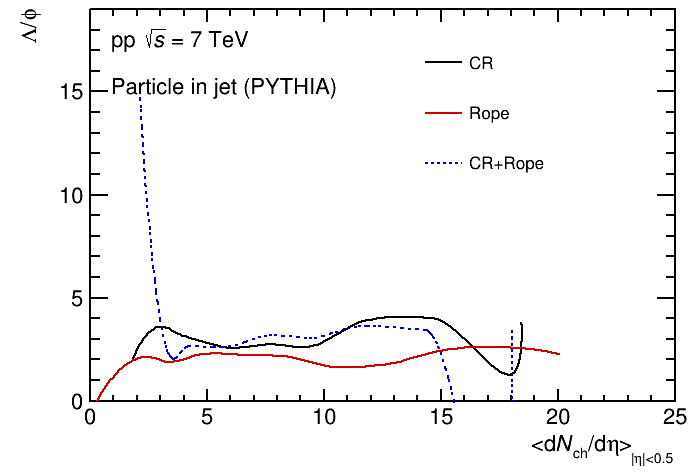 Λ/φ
pp √s = 7 TeV
Particle in jet (PYTHIA)
CR
Rope
CR+Rope
15
10
5
0
0 5 10 15 20 25
<dN_ch/dη>_|η|<0.5